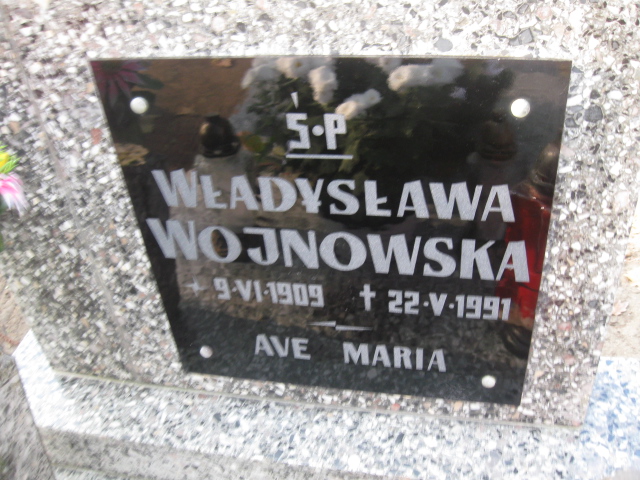 Ś.P
WŁADYSŁAWA
WOJNOWSKA
* 9.VI.1909 † 22.V.1991
AVE MARIA